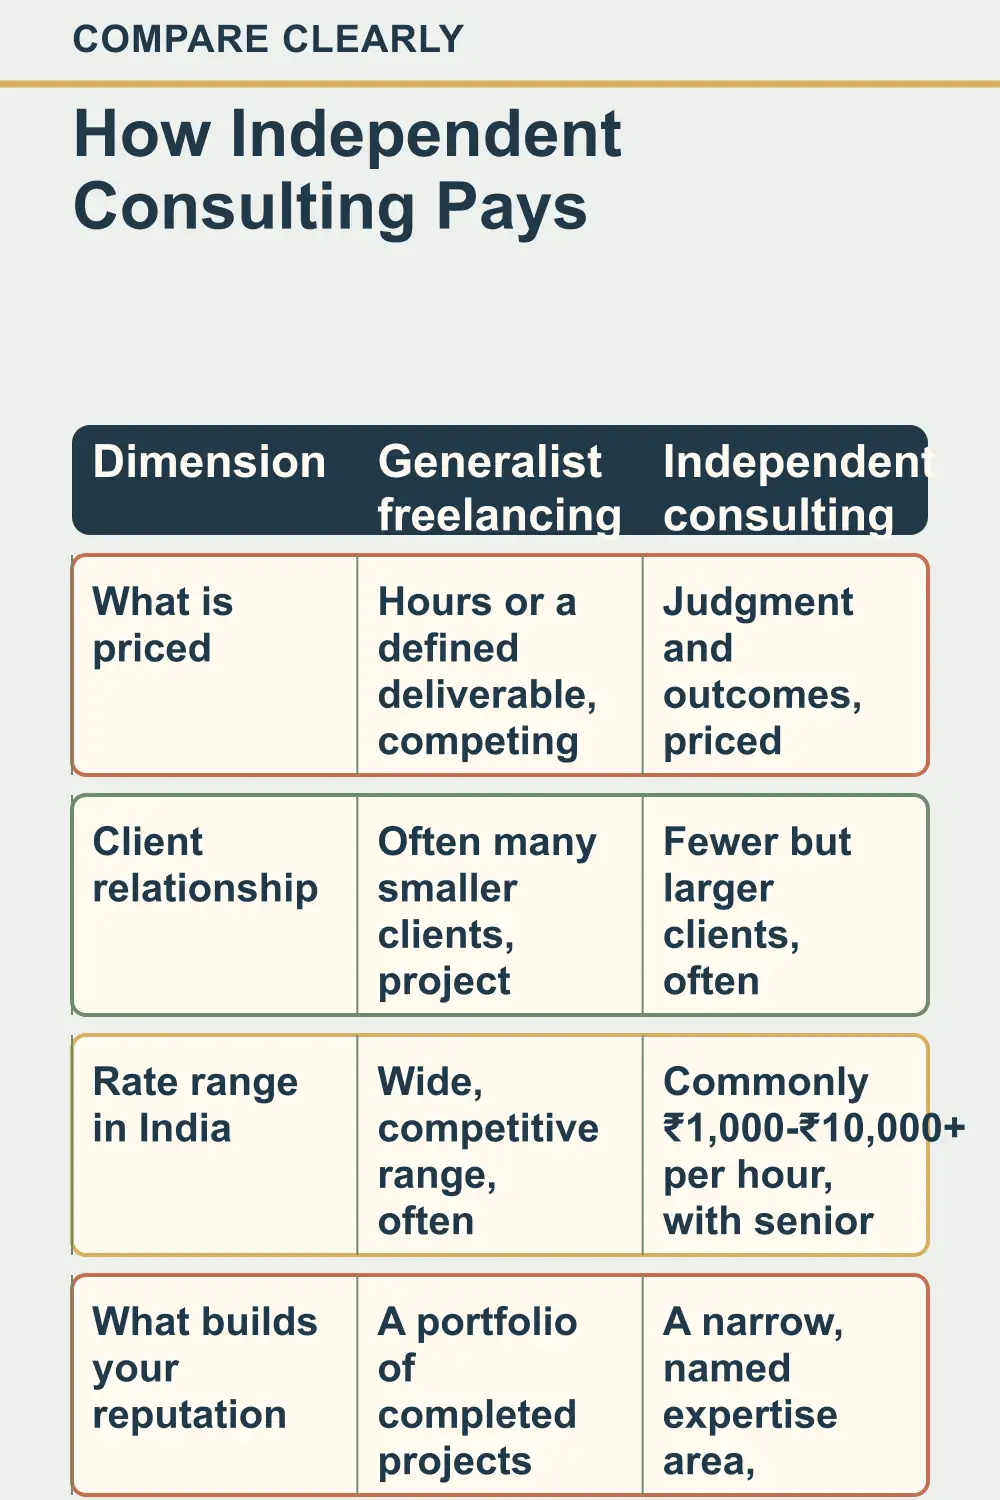 COMPARE CLEARLY
How Independent
Consulting Pays
Dimension
Generalist
freelancing
Independent
consulting
What is
priced
Hours or a
defined
deliverable,
competing
Judgment
and
outcomes,
priced
Client
relationship
Often many
smaller
clients,
project
Fewer but
larger
clients,
often
Rate range
in India
Wide,
competitive
range,
often
Commonly
₹1,000-₹10,000+
per hour,
with senior
What builds
your
reputation
A portfolio
of
completed
projects
A narrow,
named
expertise
area,